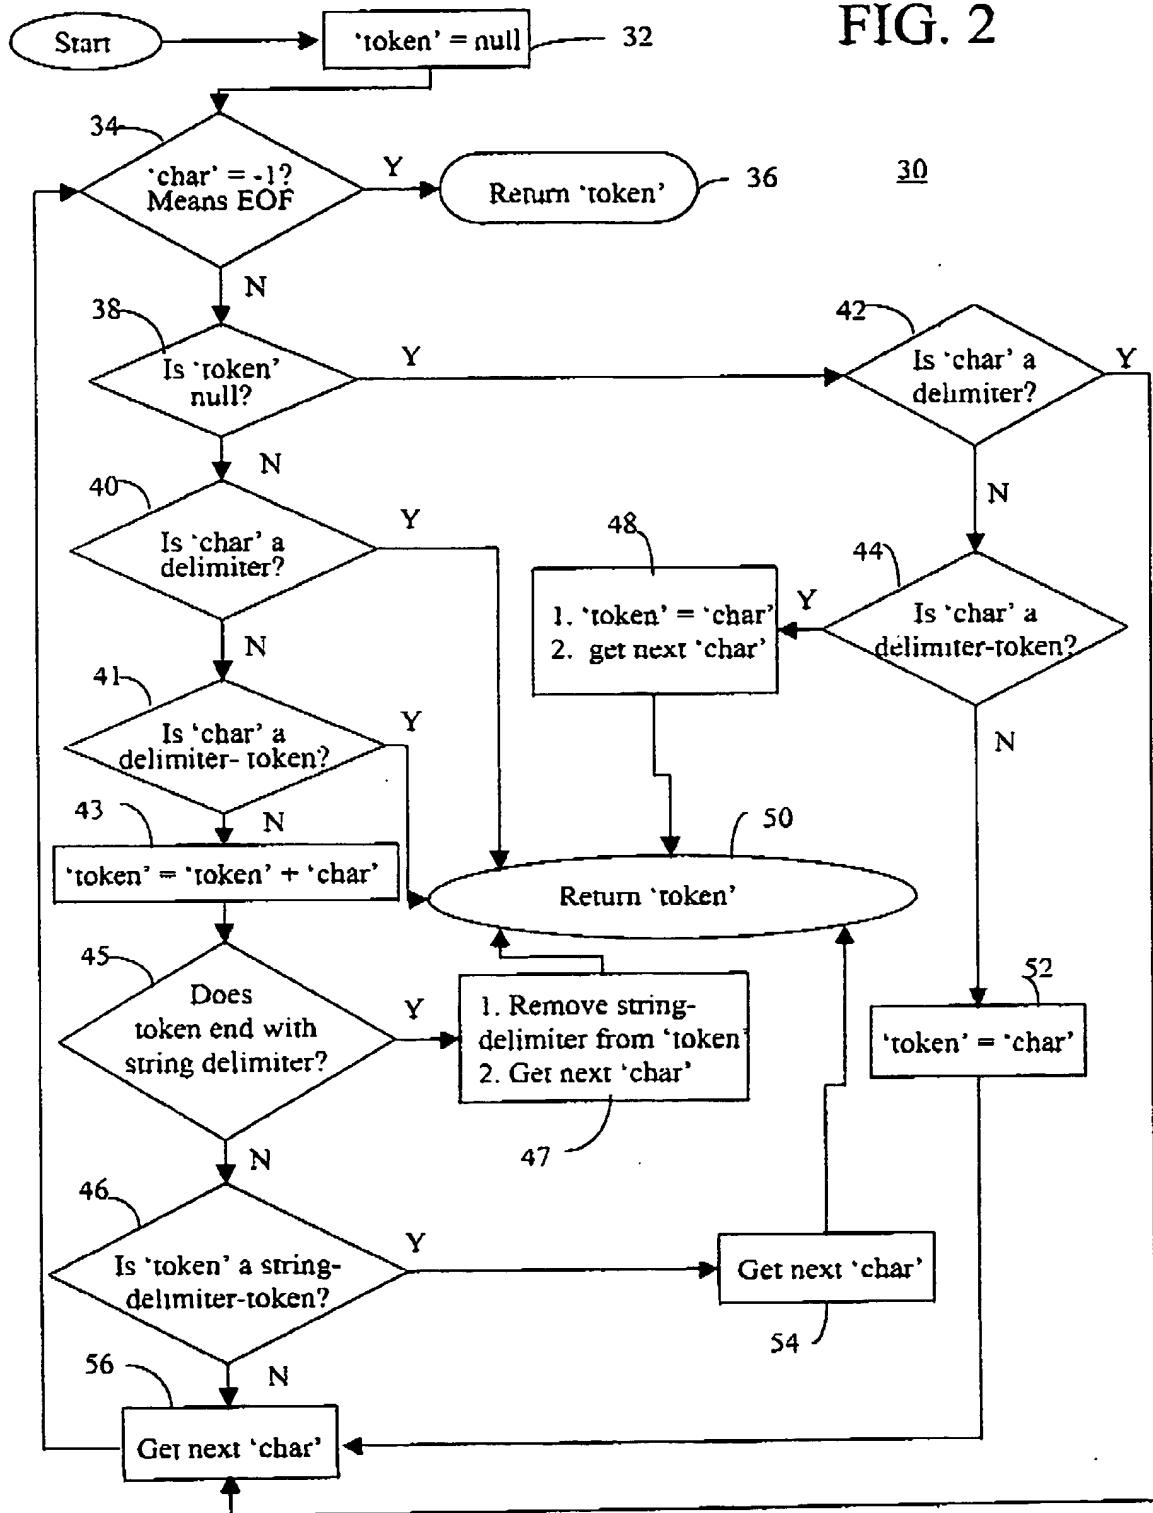 FIG. 2
Start
'token' = null
32
34
'char' = -1?
Means EOF
Y
Return 'token'
36
30
N
38
Is 'token'
null?
Y
42
Is 'char' a
delimiter?
Y
N
N
40
Is 'char' a
delimiter?
Y
48
1. 'token' = 'char'
2. get next 'char'
Y
44
Is 'char' a
delimiter-token?
N
N
41
Is 'char' a
delimiter- token?
Y
N
43
'token' = 'token' + 'char'
50
Return 'token'
45
Does
token end with
string delimiter?
Y
1. Remove string-
delimiter from 'token'
2. Get next 'char'
47
52
'token' = 'char'
N
46
Is 'token' a string-
delimiter-token?
Y
Get next 'char'
54
N
56
Get next 'char'